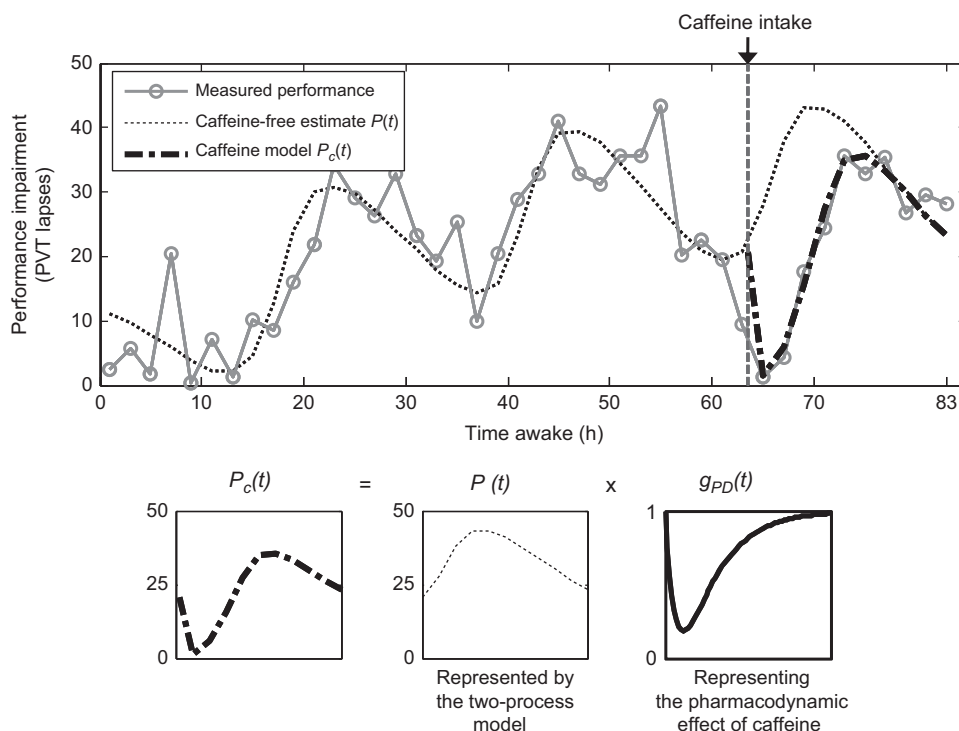 Caffeine intake
50
40
30
20
10
0
Performance impairment
(PVT lapses)
Measured performance
Caffeine-free estimate P(t)
Caffeine model Pc(t)
0 10 20 30 40 50 60 70 83
Time awake (h)
Pc(t) = P (t) x gPD(t)
50
25
0
50
25
0
1
0
Represented by
the two-process
model
Representing
the pharmacodynamic
effect of caffeine